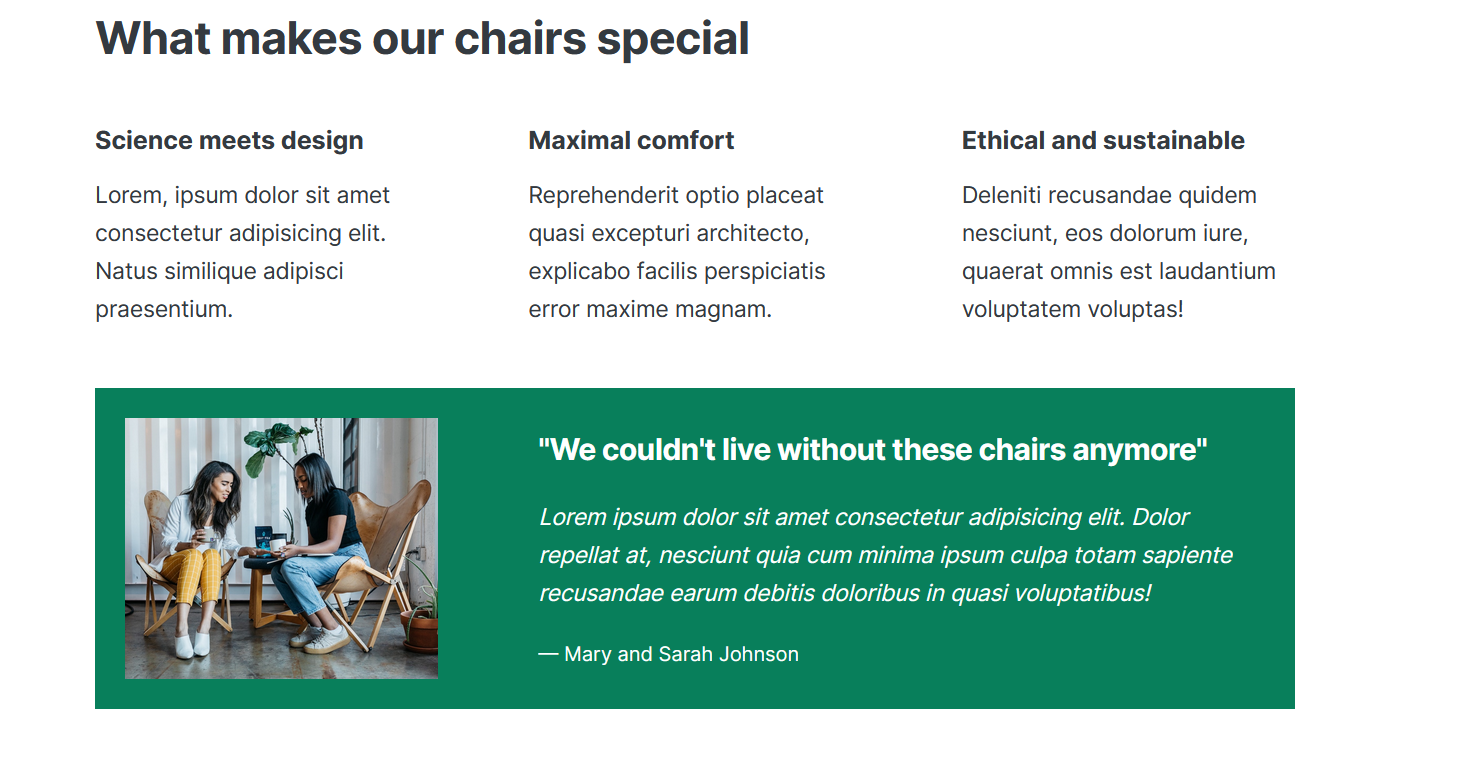 What makes our chairs special
Science meets design
Lorem, ipsum dolor sit amet
consectetur adipisicing elit.
Natus similique adipisci
praesentium.
Maximal comfort
Reprehenderit optio placeat
quasi excepturi architecto,
explicabo facilis perspiciatis
error maxime magnam.
Ethical and sustainable
Deleniti recusandae quidem
nesciunt, eos dolorum iure,
quaerat omnis est laudantium
voluptatem voluptas!
"We couldn't live without these chairs anymore"
Lorem ipsum dolor sit amet consectetur adipisicing elit. Dolor
repellat at, nesciunt quia cum minima ipsum culpa totam sapiente
recusandae earum debitis doloribus in quasi voluptatibus!
— Mary and Sarah Johnson